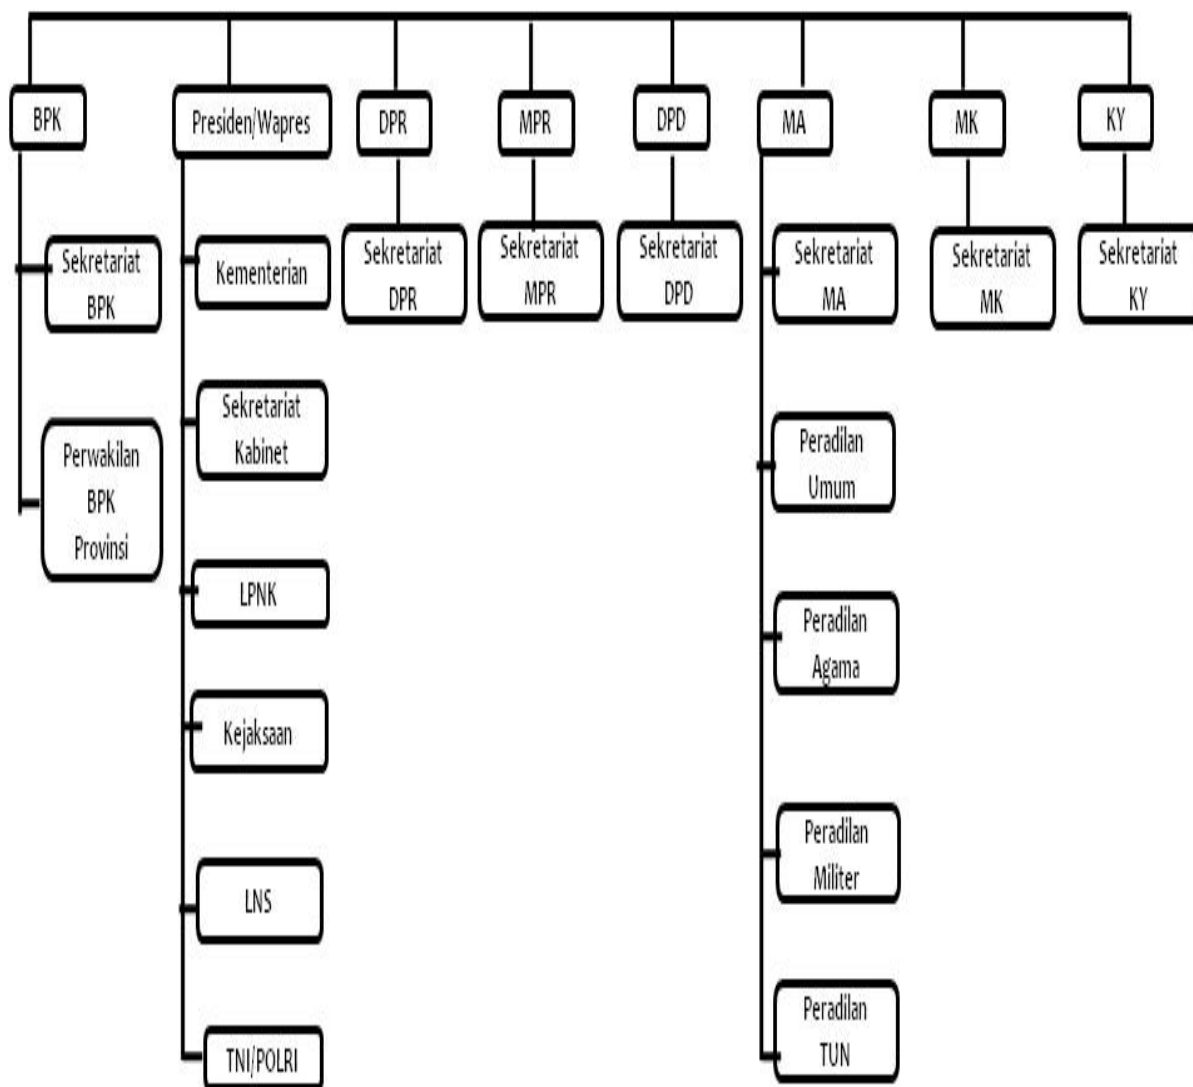 BPK
Presiden/Wapres
DPR
MPR
DPD
MA
MK
KY
Sekretariat
BPK
Kementerian
Sekretariat
DPR
Sekretariat
MPR
Sekretariat
DPD
Sekretariat
MA
Sekretariat
MK
Sekretariat
KY
Perwakilan
BPK
Provinsi
Sekretariat
Kabinet
Peradilan
Umum
LPNK
Peradilan
Agama
Kejaksaan
Peradilan
Militer
LNS
Peradilan
TUN
TNI/POLRI